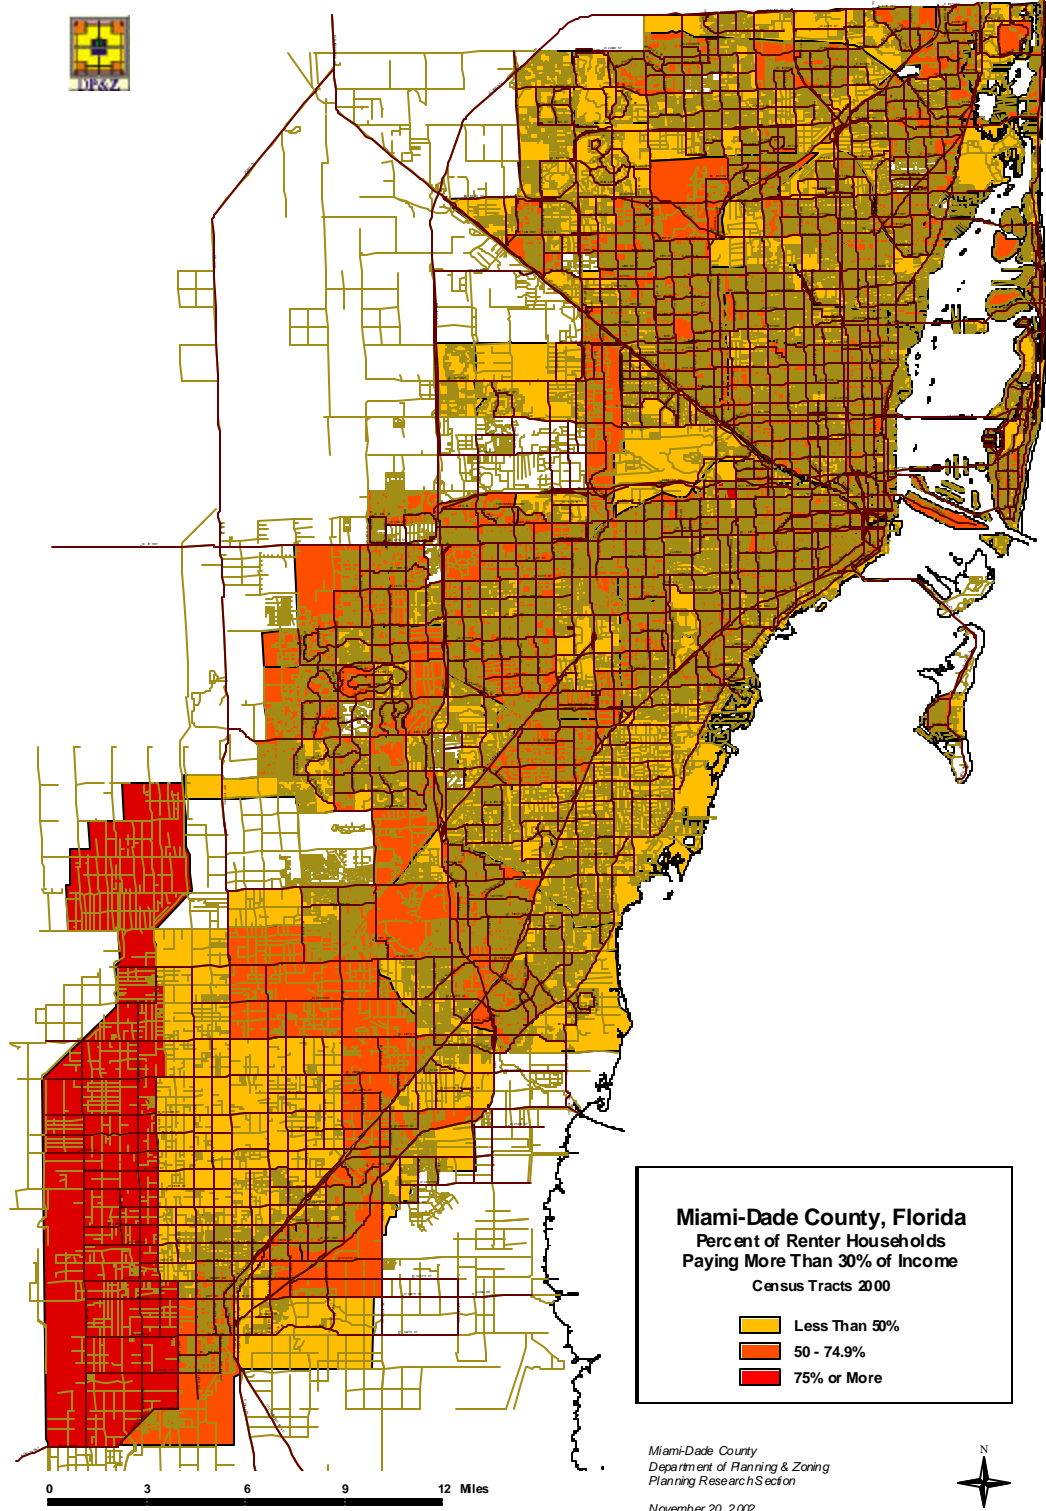 DP&Z
Miami-Dade County, Florida
Percent of Renter Households
Paying More Than 30% of Income
Census Tracts 2000
Less Than 50%
50 - 74.9%
75% or More
Miami-Dade County
Department of Planning & Zoning
Planning Research Section
November 20, 2002
N
0 3 6 9 12 Miles